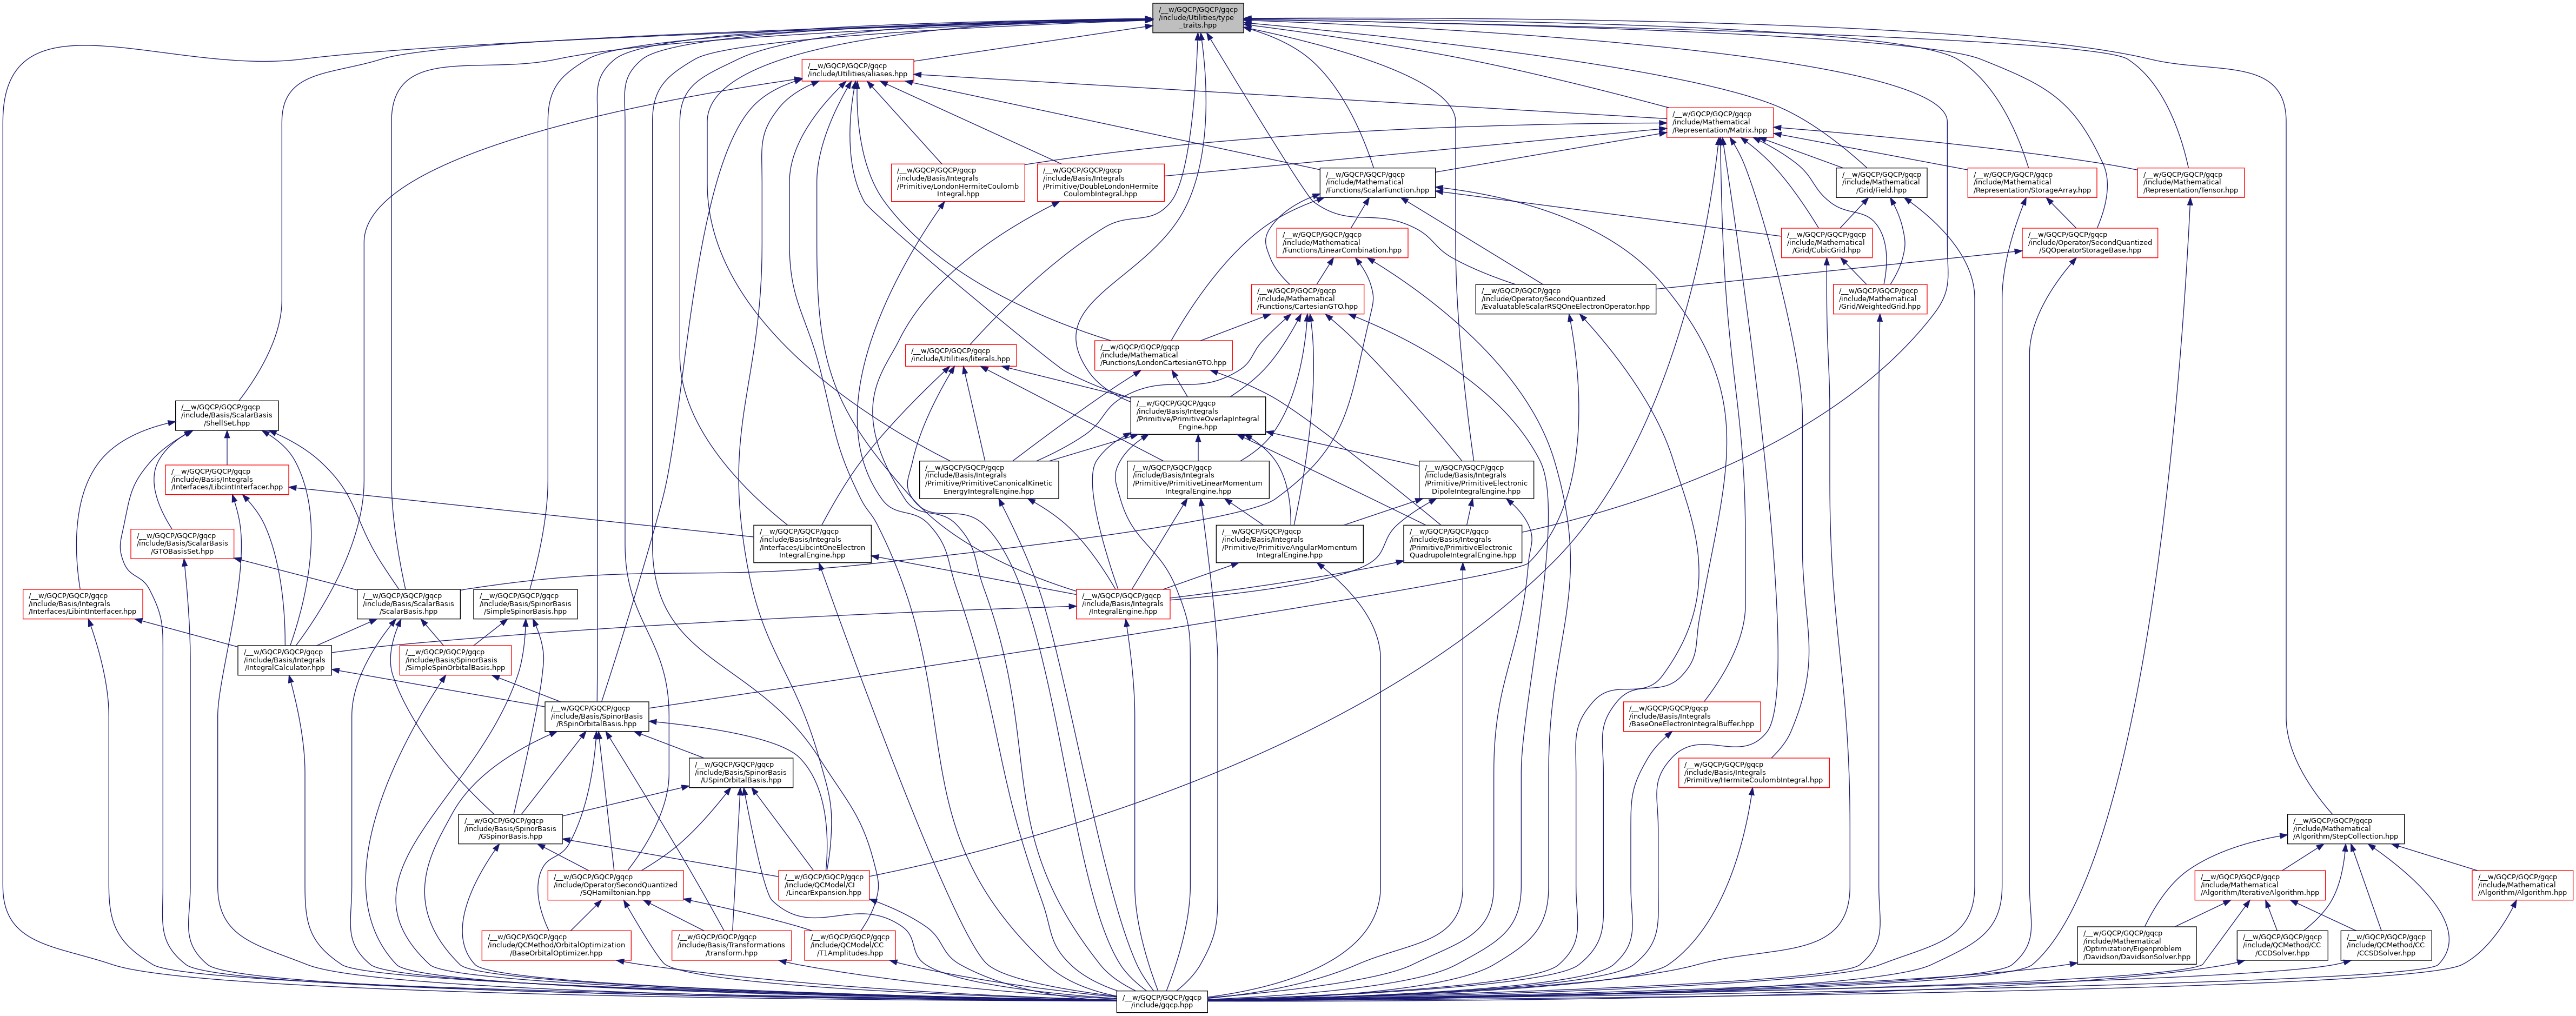 /__w/GQCP/GQCP/gqcp
/include/Utilities/type
_traits.hpp
/__w/GQCP/GQCP/gqcp
/include/Utilities/aliases.hpp
/__w/GQCP/GQCP/gqcp
/include/Mathematical
/Representation/Matrix.hpp
/__w/GQCP/GQCP/gqcp
/include/Basis/Integrals
/Primitive/LondonHermiteCoulomb
Integral.hpp
/__w/GQCP/GQCP/gqcp
/include/Basis/Integrals
/Primitive/DoubleLondonHermite
CoulombIntegral.hpp
/__w/GQCP/GQCP/gqcp
/include/Mathematical
/Functions/ScalarFunction.hpp
/__w/GQCP/GQCP/gqcp
/include/Mathematical
/Grid/Field.hpp
/__w/GQCP/GQCP/gqcp
/include/Mathematical
/Representation/StorageArray.hpp
/__w/GQCP/GQCP/gqcp
/include/Mathematical
/Representation/Tensor.hpp
/__w/GQCP/GQCP/gqcp
/include/Mathematical
/Functions/LinearCombination.hpp
/__w/GQCP/GQCP/gqcp
/include/Mathematical
/Grid/CubicGrid.hpp
/__w/GQCP/GQCP/gqcp
/include/Operator/SecondQuantized
/SQOperatorStorageBase.hpp
/__w/GQCP/GQCP/gqcp
/include/Mathematical
/Functions/CartesianGTO.hpp
/__w/GQCP/GQCP/gqcp
/include/Operator/SecondQuantized
/EvaluatableScalarRSQOneElectronOperator.hpp
/__w/GQCP/GQCP/gqcp
/include/Mathematical
/Grid/WeightedGrid.hpp
/__w/GQCP/GQCP/gqcp
/include/Utilities/literals.hpp
/__w/GQCP/GQCP/gqcp
/include/Mathematical
/Functions/LondonCartesianGTO.hpp
/__w/GQCP/GQCP/gqcp
/include/Basis/ScalarBasis
/ShellSet.hpp
/__w/GQCP/GQCP/gqcp
/include/Basis/Integrals
/Primitive/PrimitiveOverlapIntegral
Engine.hpp
/__w/GQCP/GQCP/gqcp
/include/Basis/Integrals
/Interfaces/LibcintInterfacer.hpp
/__w/GQCP/GQCP/gqcp
/include/Basis/Integrals
/Primitive/PrimitiveCanonicalKinetic
EnergyIntegralEngine.hpp
/__w/GQCP/GQCP/gqcp
/include/Basis/Integrals
/Primitive/PrimitiveLinearMomentum
IntegralEngine.hpp
/__w/GQCP/GQCP/gqcp
/include/Basis/Integrals
/Primitive/PrimitiveElectronic
DipoleIntegralEngine.hpp
/__w/GQCP/GQCP/gqcp
/include/Basis/ScalarBasis
/GTOBasisSet.hpp
/__w/GQCP/GQCP/gqcp
/include/Basis/Integrals
/Interfaces/LibcintOneElectron
IntegralEngine.hpp
/__w/GQCP/GQCP/gqcp
/include/Basis/Integrals
/Primitive/PrimitiveAngularMomentum
IntegralEngine.hpp
/__w/GQCP/GQCP/gqcp
/include/Basis/Integrals
/Primitive/PrimitiveElectronic
QuadrupoleIntegralEngine.hpp
/__w/GQCP/GQCP/gqcp
/include/Basis/Integrals
/Interfaces/LibintInterfacer.hpp
/__w/GQCP/GQCP/gqcp
/include/Basis/ScalarBasis
/ScalarBasis.hpp
/__w/GQCP/GQCP/gqcp
/include/Basis/SpinorBasis
/SimpleSpinorBasis.hpp
/__w/GQCP/GQCP/gqcp
/include/Basis/Integrals
/IntegralEngine.hpp
/__w/GQCP/GQCP/gqcp
/include/Basis/Integrals
/IntegralCalculator.hpp
/__w/GQCP/GQCP/gqcp
/include/Basis/SpinorBasis
/SimpleSpinOrbitalBasis.hpp
/__w/GQCP/GQCP/gqcp
/include/Basis/SpinorBasis
/RSpinOrbitalBasis.hpp
/__w/GQCP/GQCP/gqcp
/include/Basis/Integrals
/BaseOneElectronIntegralBuffer.hpp
/__w/GQCP/GQCP/gqcp
/include/Basis/SpinorBasis
/USpinOrbitalBasis.hpp
/__w/GQCP/GQCP/gqcp
/include/Basis/Integrals
/Primitive/HermiteCoulombIntegral.hpp
/__w/GQCP/GQCP/gqcp
/include/Basis/SpinorBasis
/GSpinorBasis.hpp
/__w/GQCP/GQCP/gqcp
/include/Mathematical
/Algorithm/StepCollection.hpp
/__w/GQCP/GQCP/gqcp
/include/Operator/SecondQuantized
/SQHamiltonian.hpp
/__w/GQCP/GQCP/gqcp
/include/QCModel/CI
/LinearExpansion.hpp
/__w/GQCP/GQCP/gqcp
/include/Mathematical
/Algorithm/IterativeAlgorithm.hpp
/__w/GQCP/GQCP/gqcp
/include/Mathematical
/Algorithm/Algorithm.hpp
/__w/GQCP/GQCP/gqcp
/include/QCMethod/OrbitalOptimization
/BaseOrbitalOptimizer.hpp
/__w/GQCP/GQCP/gqcp
/include/Basis/Transformations
/transform.hpp
/__w/GQCP/GQCP/gqcp
/include/QCModel/CC
/T1Amplitudes.hpp
/__w/GQCP/GQCP/gqcp
/include/Mathematical
/Optimization/Eigenproblem
/Davidson/DavidsonSolver.hpp
/__w/GQCP/GQCP/gqcp
/include/QCMethod/CC
/CCDSolver.hpp
/__w/GQCP/GQCP/gqcp
/include/QCMethod/CC
/CCSDSolver.hpp
/__w/GQCP/GQCP/gqcp
/include/gqcp.hpp